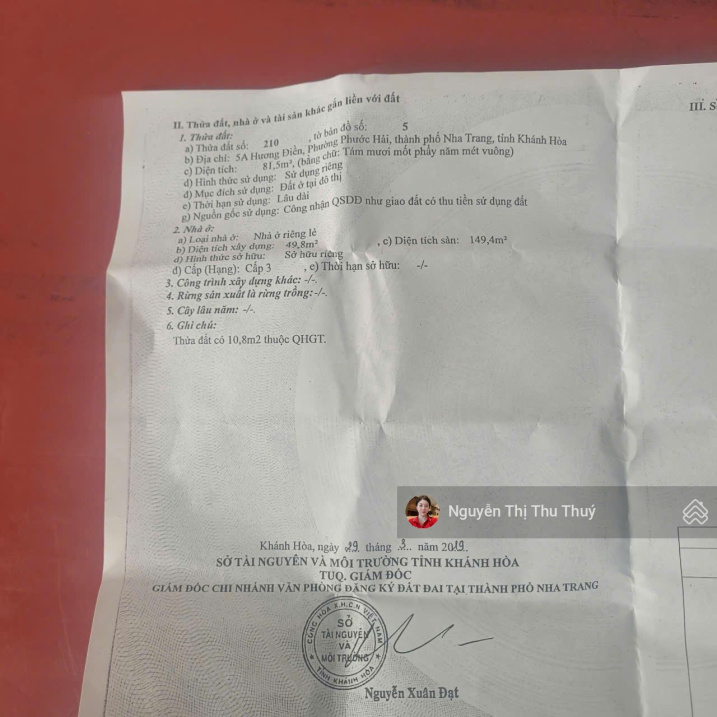 II. Thửa đất, nhà ở và tài sản khác gắn liền với đất
1. Thửa đất:
a) Thửa đất số: 210 , tờ bản đồ số: 5
b) Địa chỉ: 5A Hương Điền, Phường Phước Hải, thành phố Nha Trang, tỉnh Khánh Hòa
c) Diện tích: 81,5m², (bằng chữ: Tám mươi mốt phẩy năm mét vuông)
d) Hình thức sử dụng: Sử dụng riêng
đ) Mục đích sử dụng: Đất ở tại đô thị
e) Thời hạn sử dụng: Lâu dài
g) Nguồn gốc sử dụng: Công nhận QSDĐ như giao đất có thu tiền sử dụng đất
2. Nhà ở:
a) Loại nhà ở: Nhà ở riêng lẻ
b) Diện tích xây dựng: 49,8m² , c) Diện tích sàn: 149,4m²
d) Hình thức sở hữu: Sở hữu riêng
đ) Cấp (Hạng): Cấp 3 , e) Thời hạn sở hữu: -/-
3. Công trình xây dựng khác: -/-.
4. Rừng sản xuất là rừng trồng: -/-.
5. Cây lâu năm: -/-.
6. Ghi chú:
Thửa đất có 10,8m2 thuộc QHGT.
III. S
Nguyễn Thị Thu Thuý
Khánh Hòa, ngày 29 tháng 3.. năm 2019.
SỞ TÀI NGUYÊN VÀ MÔI TRƯỜNG TỈNH KHÁNH HÒA
TUQ. GIÁM ĐỐC
GIÁM ĐỐC CHI NHÁNH VĂN PHÒNG ĐĂNG KÝ ĐẤT ĐAI TẠI THÀNH PHỐ NHA TRANG
CỘNG HÒA X.H.C.N VIỆT NAM
SỞ
TÀI NGUYÊN
VÀ
MÔI TRƯỜNG
TỈNH KHÁNH HÒA
Nguyễn Xuân Đạt